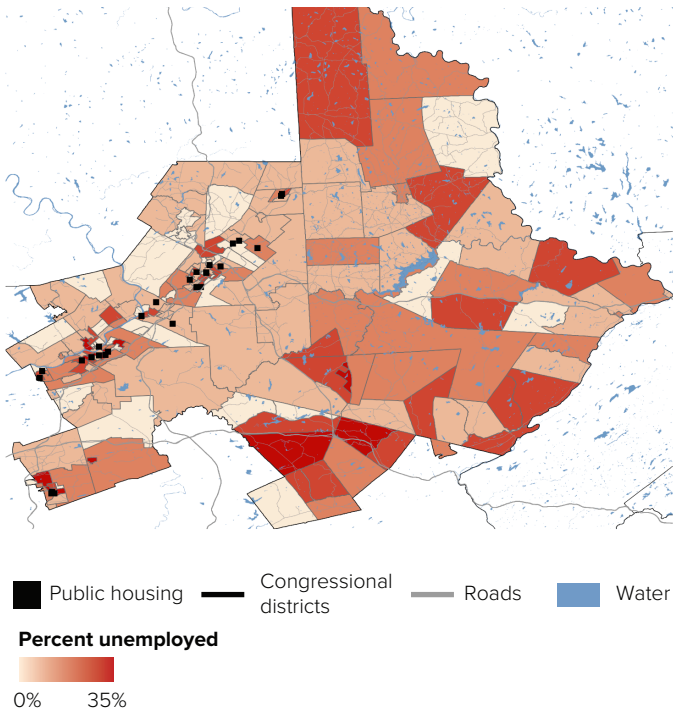 Public housing
Congressional
districts
Roads
Water
Percent unemployed
0%
35%